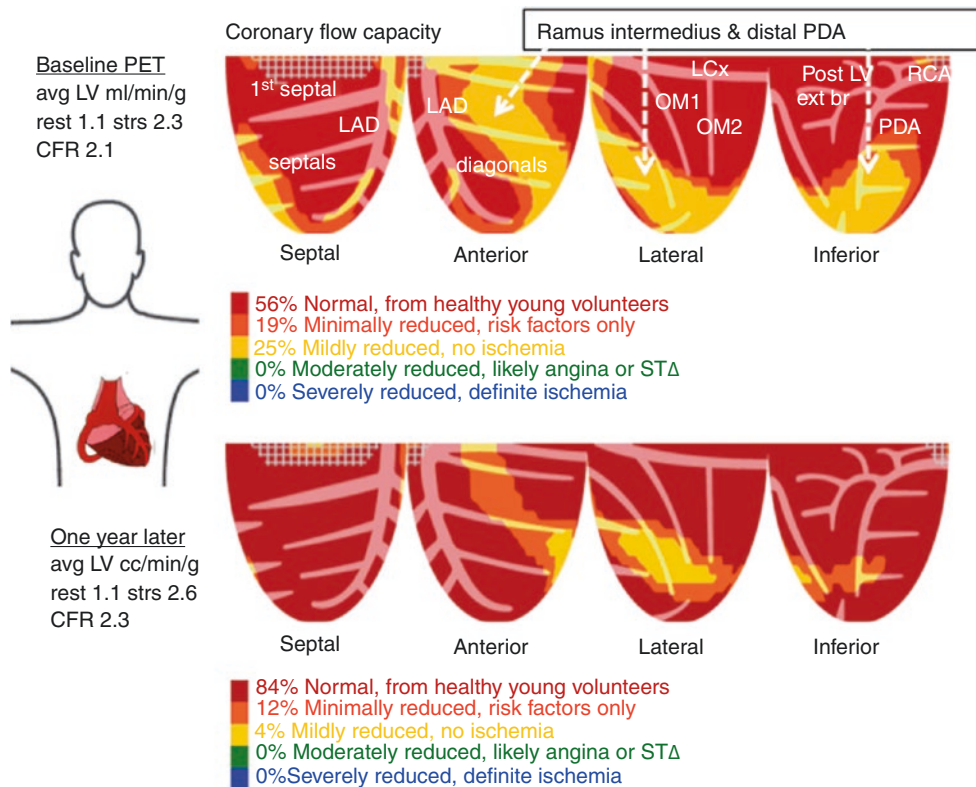 Coronary flow capacity
Ramus intermedius & distal PDA
Baseline PET
avg LV ml/min/g
rest 1.1 strs 2.3
CFR 2.1
1st septal
LAD
septals
LAD
diagonals
LCx
OM1
OM2
Post LV
ext br
RCA
PDA
Septal
Anterior
Lateral
Inferior
56% Normal, from healthy young volunteers
19% Minimally reduced, risk factors only
25% Mildly reduced, no ischemia
0% Moderately reduced, likely angina or STΔ
0% Severely reduced, definite ischemia
One year later
avg LV cc/min/g
rest 1.1 strs 2.6
CFR 2.3
Septal
Anterior
Lateral
Inferior
84% Normal, from healthy young volunteers
12% Minimally reduced, risk factors only
4% Mildly reduced, no ischemia
0% Moderately reduced, likely angina or STΔ
0%Severely reduced, definite ischemia